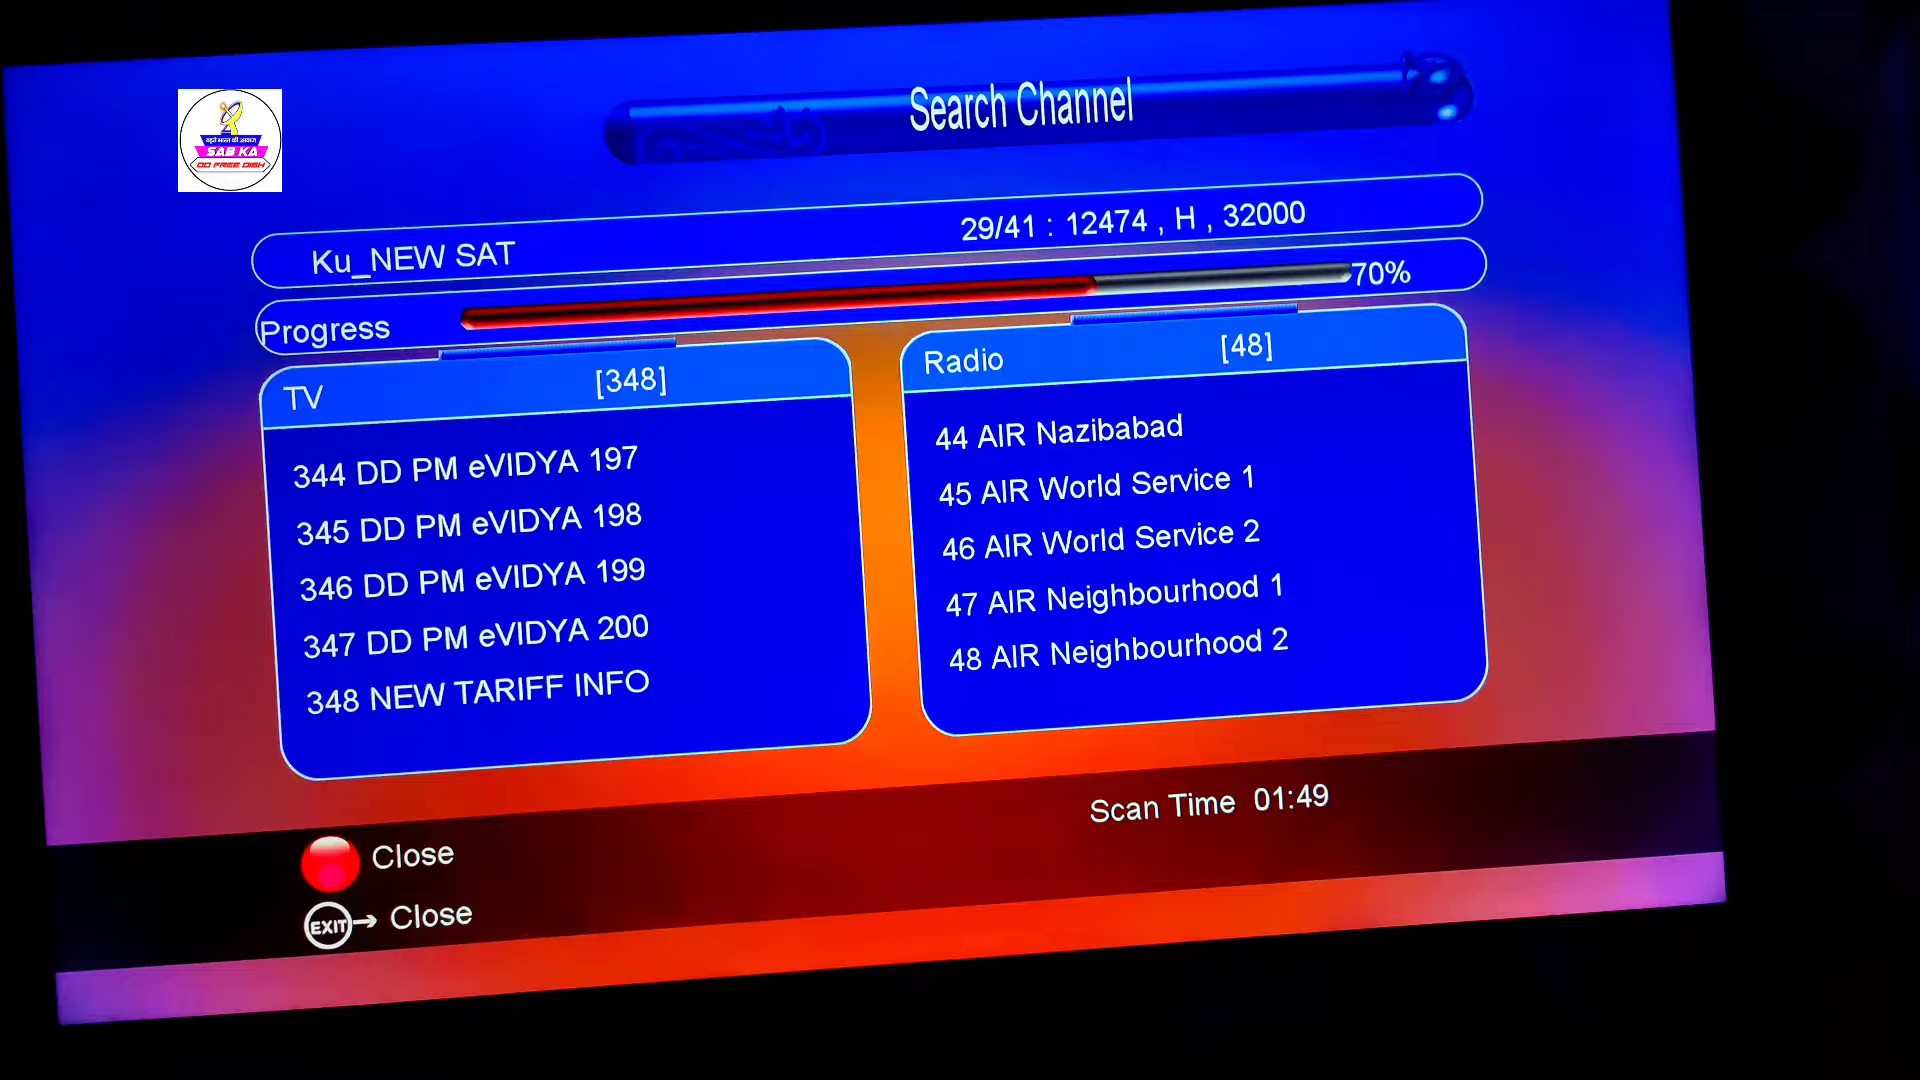 Search Channel
बढ़ते भारत की आवाज
SAB KA
DD FREE DISH
Ku_NEW SAT
29/41 : 12474 , H , 32000
Progress
70%
TV [348]
344 DD PM eVIDYA 197
345 DD PM eVIDYA 198
346 DD PM eVIDYA 199
347 DD PM eVIDYA 200
348 NEW TARIFF INFO
Radio [48]
44 AIR Nazibabad
45 AIR World Service 1
46 AIR World Service 2
47 AIR Neighbourhood 1
48 AIR Neighbourhood 2
Scan Time 01:49
Close
EXIT Close